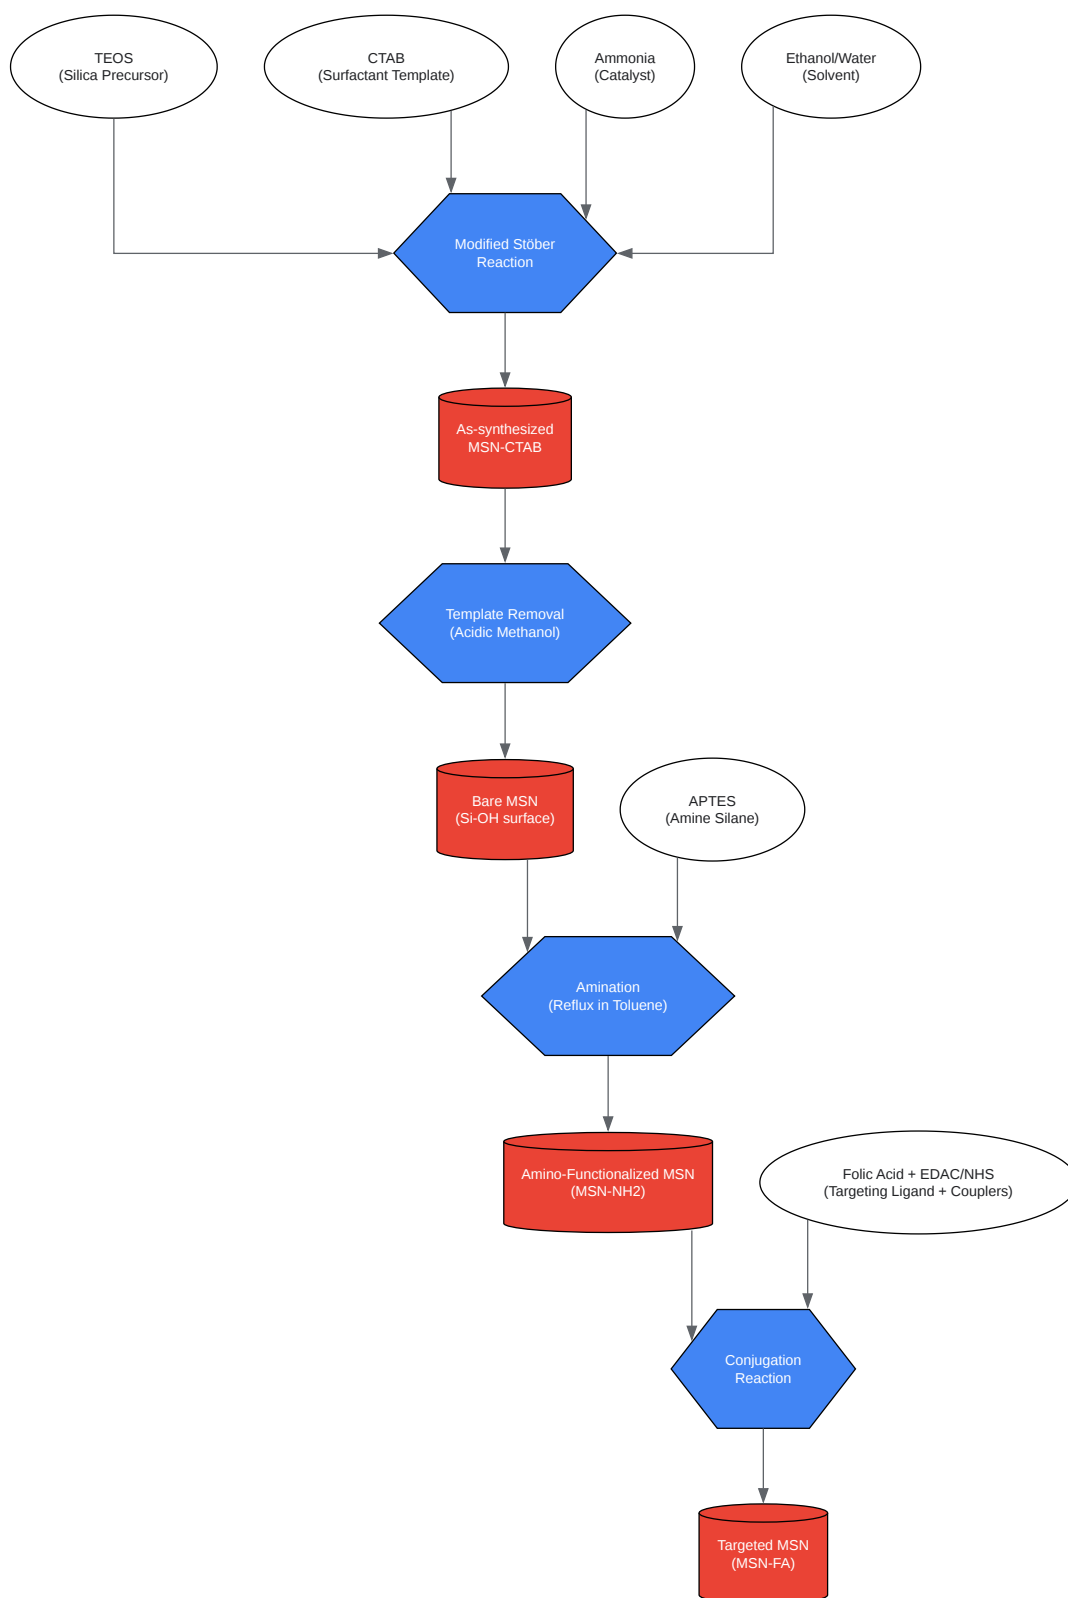 TEOS
(Silica Precursor)
CTAB
(Surfactant Template)
Ammonia
(Catalyst)
Ethanol/Water
(Solvent)
Modified Stöber
Reaction
As-synthesized
MSN-CTAB
Template Removal
(Acidic Methanol)
Bare MSN
(Si-OH surface)
APTES
(Amine Silane)
Amination
(Reflux in Toluene)
Amino-Functionalized MSN
(MSN-NH2)
Folic Acid + EDAC/NHS
(Targeting Ligand + Couplers)
Conjugation
Reaction
Targeted MSN
(MSN-FA)